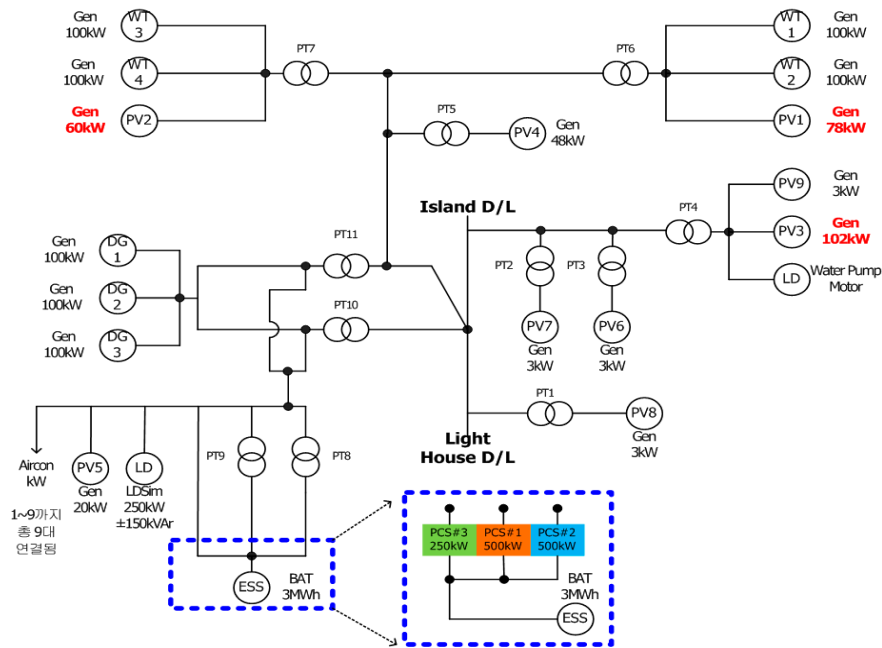 Gen
100kW
WT
3
PT7
PT6
WT
1
Gen
100kW
Gen
100kW
WT
4
WT
2
Gen
100kW
Gen
60kW
PV2
PT5
PV4
Gen
48kW
PV1
Gen
78kW
PV9
Gen
3kW
Island D/L
PT4
PV3
Gen
102kW
Gen
100kW
DG
1
PT11
PT2
PT3
LD
Water Pump
Motor
Gen
100kW
DG
2
PT10
Gen
100kW
DG
3
PV7
Gen
3kW
PV6
Gen
3kW
PT1
PV8
Gen
3kW
Light
House D/L
Aircon
kW
1~9까지
총 9대
연결됨
PV5
Gen
20kW
LD
LDSim
250kW
±150kVAr
PT9
PT8
ESS
BAT
3MWh
PCS#3
250kW
PCS#1
500kW
PCS#2
500kW
BAT
3MWh
ESS